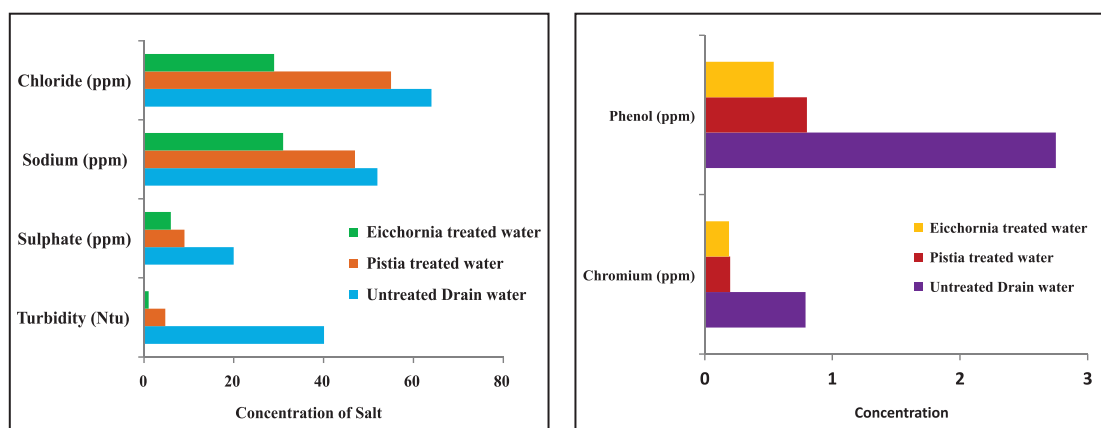 Chloride (ppm)
Sodium (ppm)
Sulphate (ppm)
Turbidity (Ntu)
Eicchornia treated water
Pistia treated water
Untreated Drain water
0 20 40 60 80
Concentration of Salt
Phenol (ppm)
Chromium (ppm)
Eicchornia treated water
Pistia treated water
Untreated Drain water
0 1 2 3
Concentration